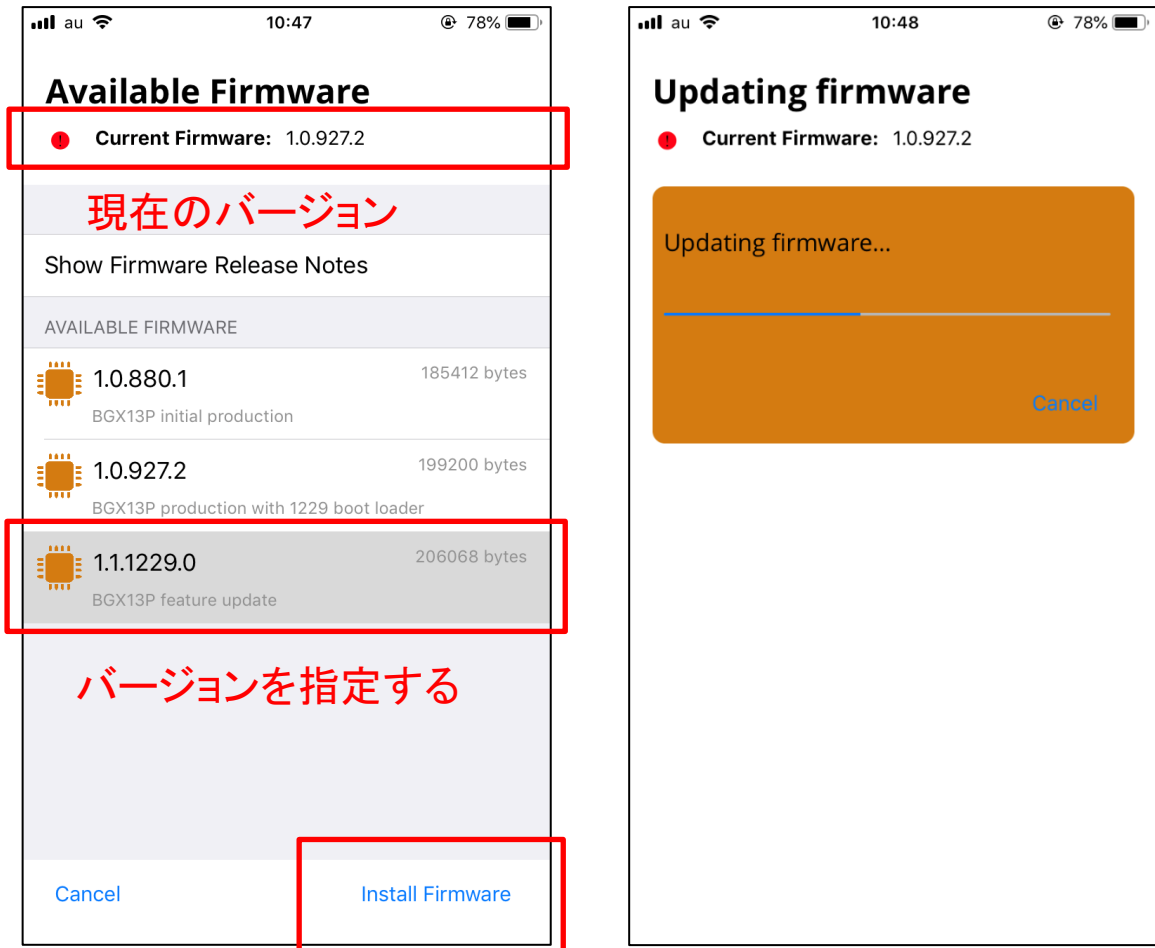 au 10:47 78%
Available Firmware
Current Firmware: 1.0.927.2
現在のバージョン
Show Firmware Release Notes
AVAILABLE FIRMWARE
1.0.880.1 185412 bytes
BGX13P initial production
1.0.927.2 199200 bytes
BGX13P production with 1229 boot loader
1.1.1229.0 206068 bytes
BGX13P feature update
バージョンを指定する
Cancel Install Firmware
au 10:48 78%
Updating firmware
Current Firmware: 1.0.927.2
Updating firmware...
Cancel